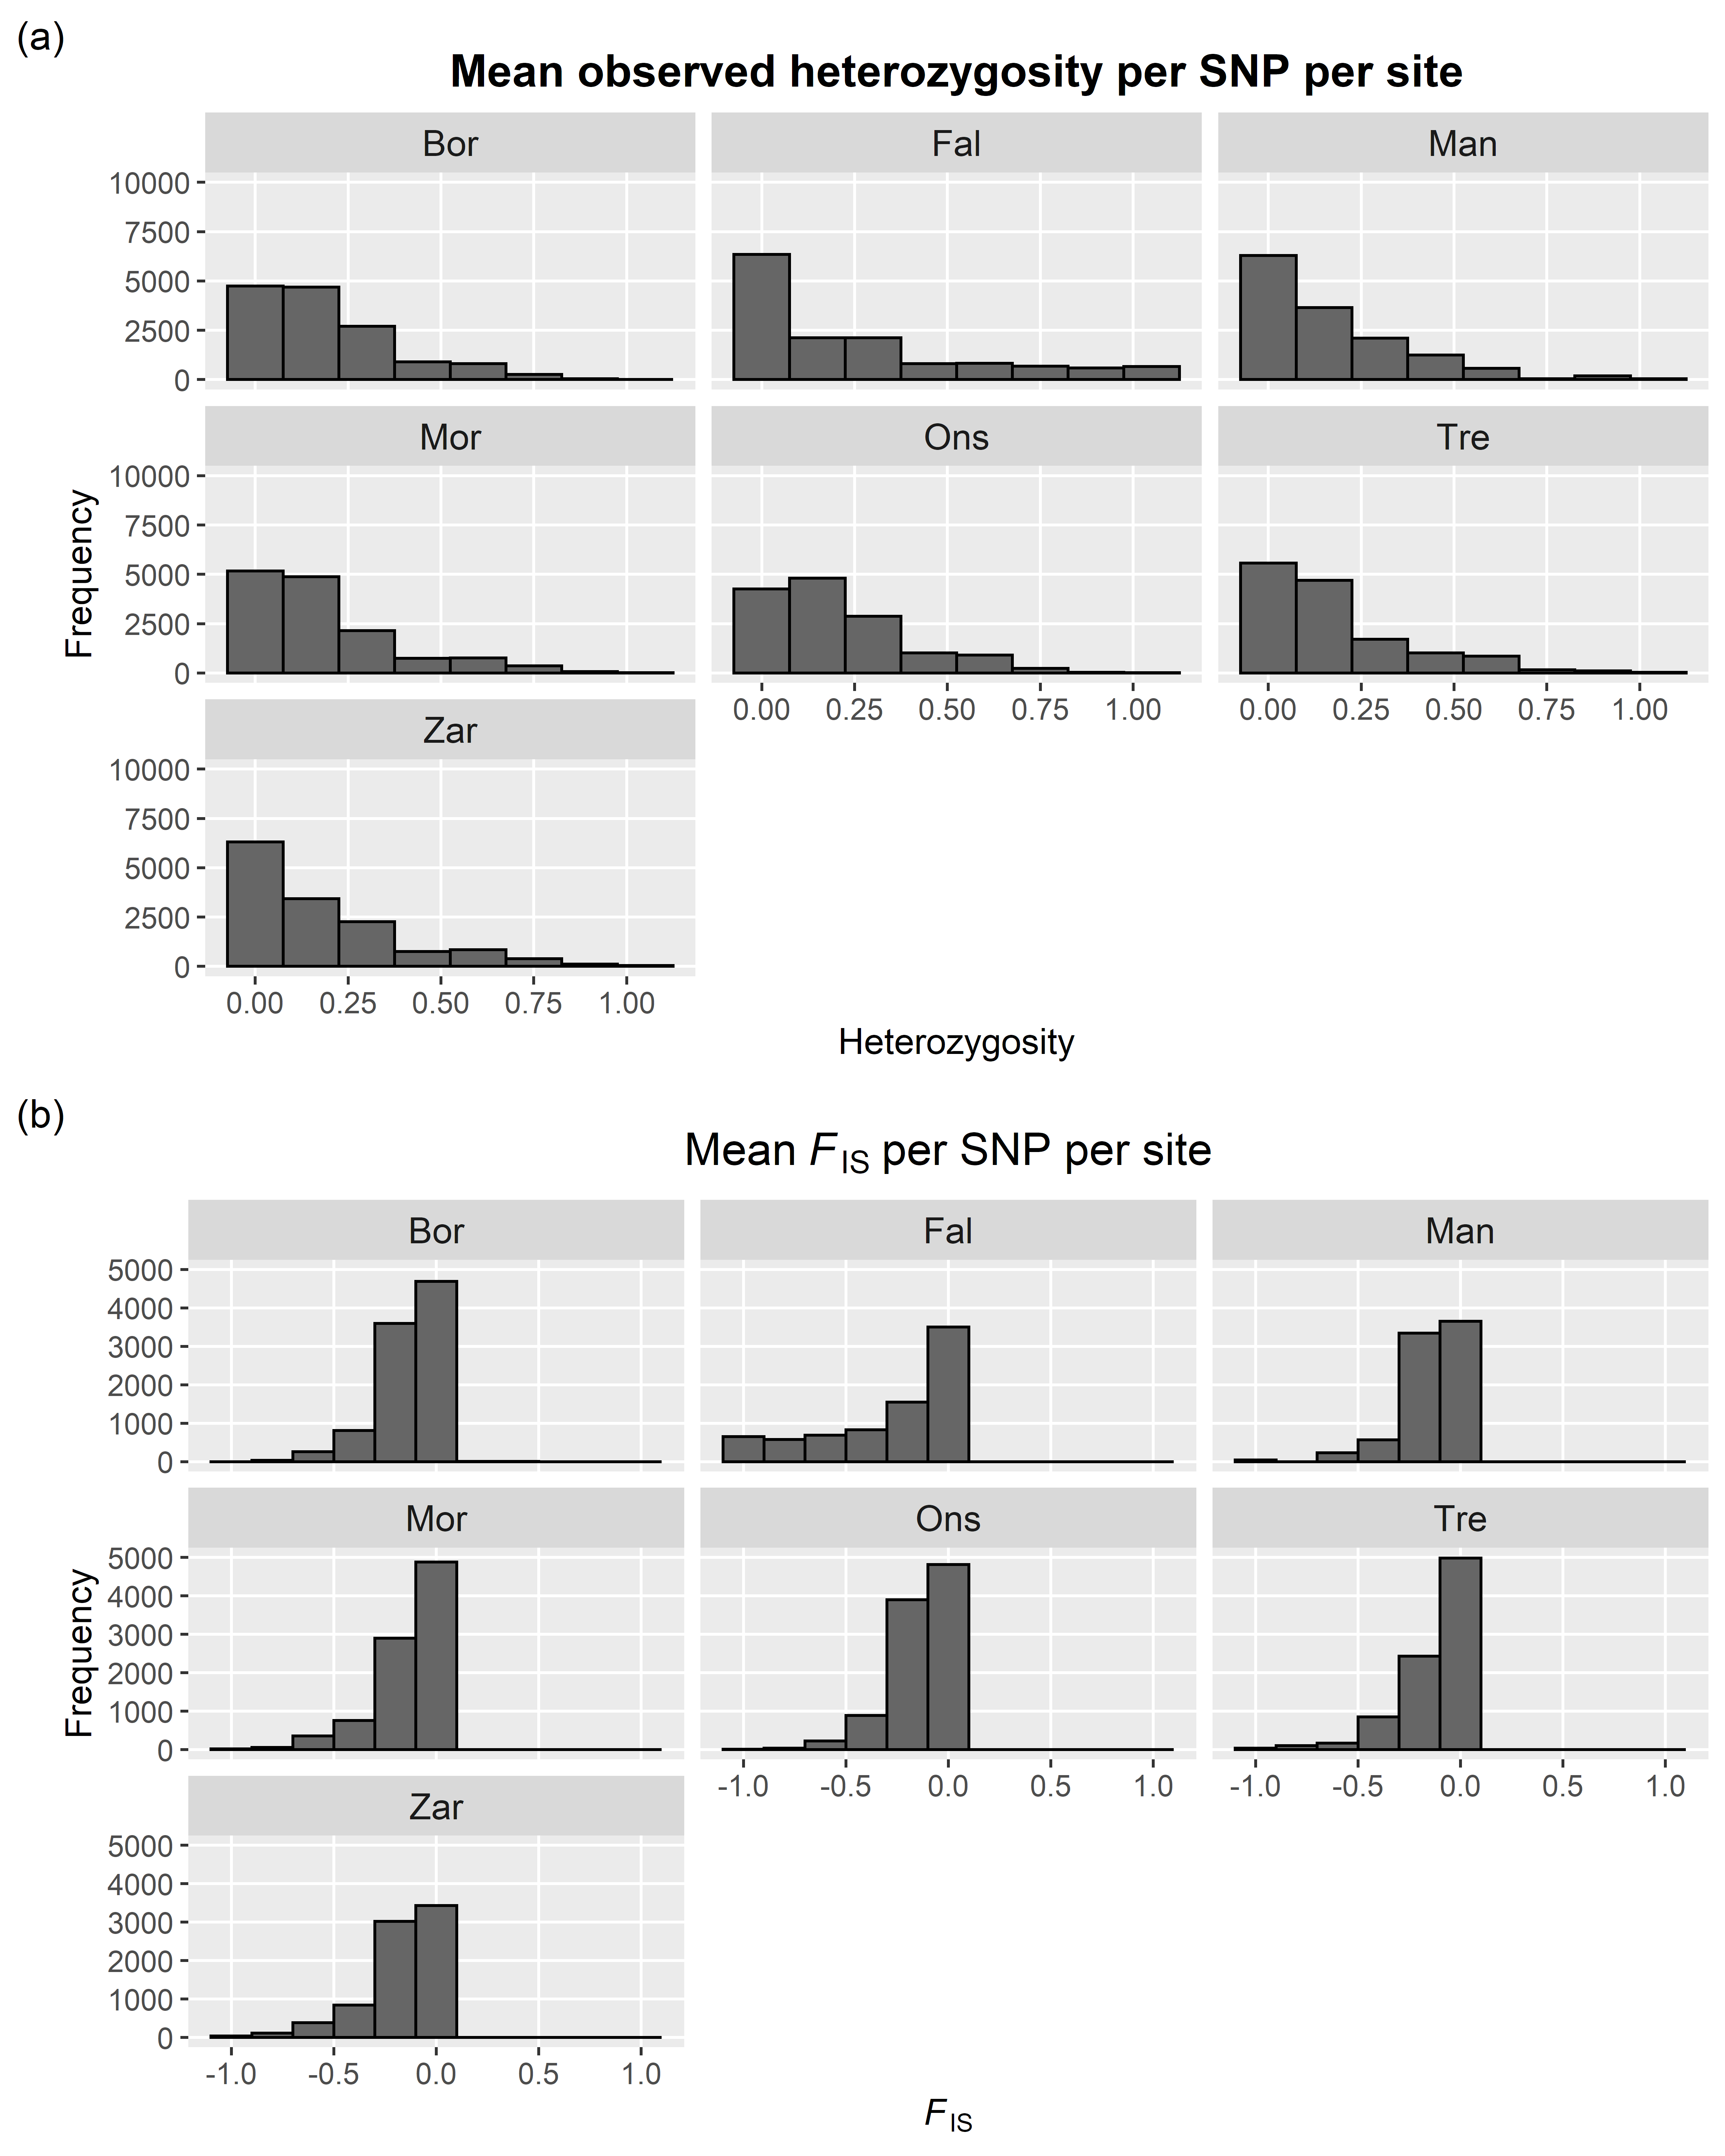 (a)
Mean observed heterozygosity per SNP per site
Bor Fal Man
10000
7500
5000
2500
0
Mor Ons Tre
10000
7500
5000
2500
0
0.00 0.25 0.50 0.75 1.00 0.00 0.25 0.50 0.75 1.00
Zar
10000
7500
5000
2500
0
0.00 0.25 0.50 0.75 1.00
Frequency
Heterozygosity
(b)
Mean F IS per SNP per site
Bor Fal Man
5000
4000
3000
2000
1000
0
Mor Ons Tre
5000
4000
3000
2000
1000
0
-1.0 -0.5 0.0 0.5 1.0 -1.0 -0.5 0.0 0.5 1.0
Zar
5000
4000
3000
2000
1000
0
-1.0 -0.5 0.0 0.5 1.0
Frequency
F IS